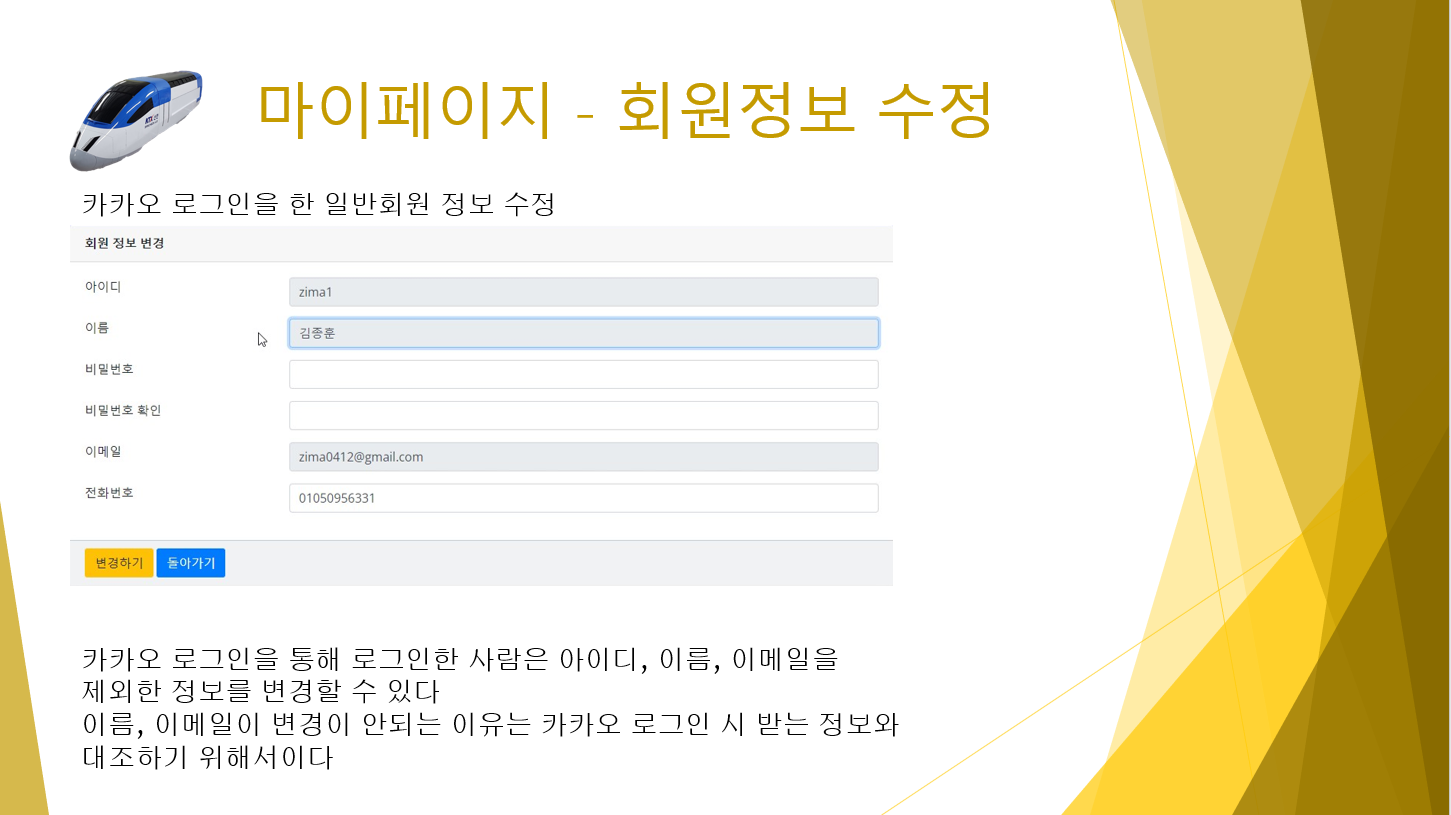 마이페이지 - 회원정보 수정
카카오 로그인을 한 일반회원 정보 수정
회원 정보 변경
아이디
zima1
이름
김종훈
비밀번호
비밀번호 확인
이메일
zima0412@gmail.com
전화번호
01050956331
변경하기 돌아가기
카카오 로그인을 통해 로그인한 사람은 아이디, 이름, 이메일을
제외한 정보를 변경할 수 있다
이름, 이메일이 변경이 안되는 이유는 카카오 로그인 시 받는 정보와
대조하기 위해서이다